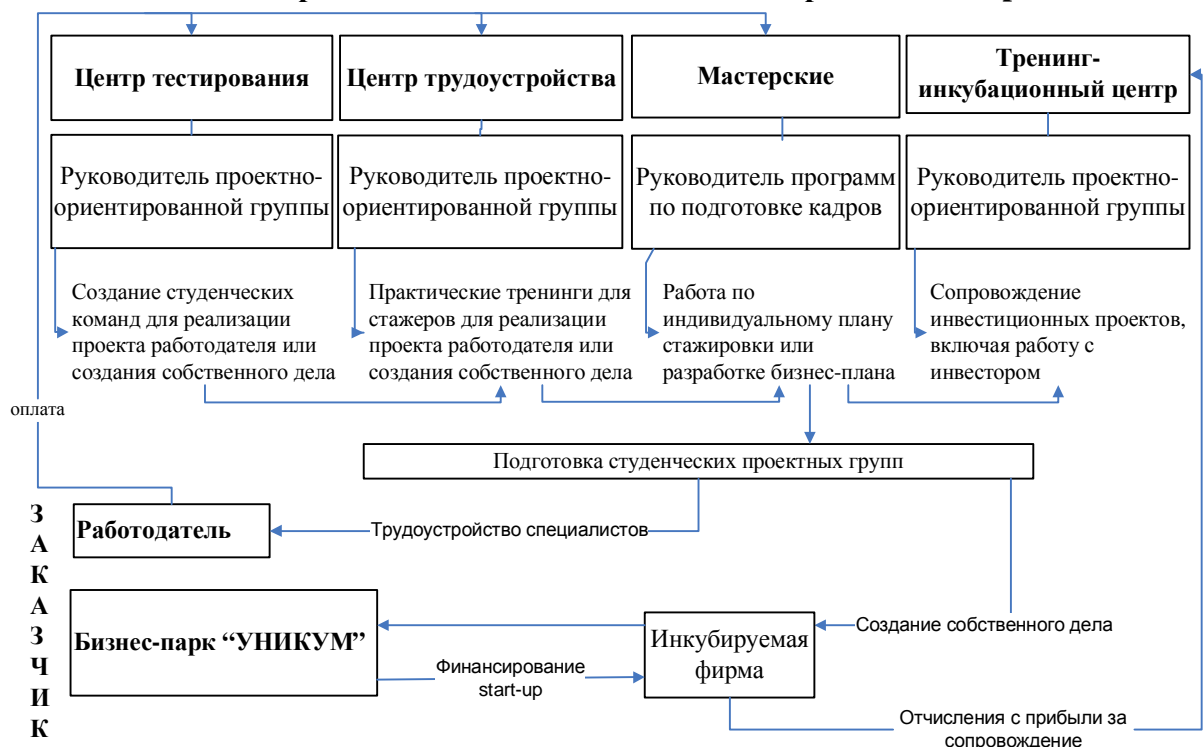 Центр тестирования
Центр трудоустройства
Мастерские
Тренинг-
инкубационный центр
Руководитель проектно-
ориентированной группы
Руководитель проектно-
ориентированной группы
Руководитель программ
по подготовке кадров
Руководитель проектно-
ориентированной группы
Создание студенческих
команд для реализации
проекта работодателя или
создания собственного дела
Практические тренинги для
стажеров для реализации
проекта работодателя или
создания собственного дела
Работа по
индивидуальному плану
стажировки или
разработке бизнес-плана
Сопровождение
инвестиционных проектов,
включая работу с
инвестором
оплата
Подготовка студенческих проектных групп
ЗАКАЗЧИК
Работодатель
Трудоустройство специалистов
Бизнес-парк “УНИКУМ”
Инкубируемая
фирма
Создание собственного дела
Финансирование
start-up
Отчисления с прибыли за
сопровождение